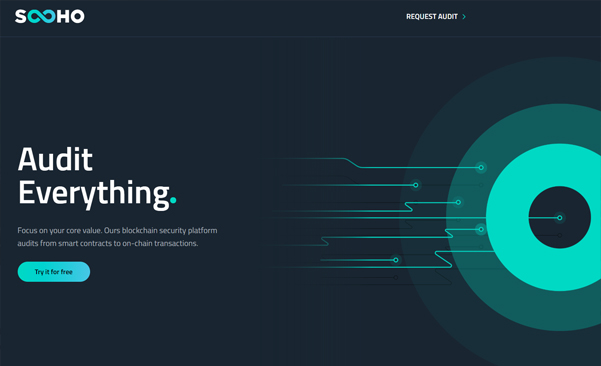 SOOHO
REQUEST AUDIT
Audit
Everything.
Focus on your core value. Ours blockchain security platform
audits from smart contracts to on-chain transactions.
Try it for free